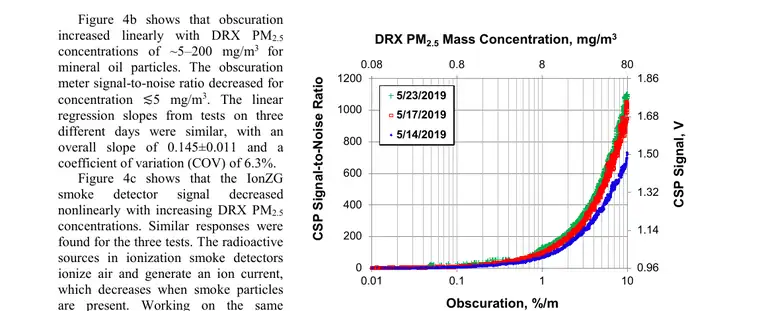 Figure 4b shows that obscuration
increased linearly with DRX PM2.5
concentrations of ~5–200 mg/m³ for
mineral oil particles. The obscuration
meter signal-to-noise ratio decreased for
concentration ≲5 mg/m³. The linear
regression slopes from tests on three
different days were similar, with an
overall slope of 0.145±0.011 and a
coefficient of variation (COV) of 6.3%.
Figure 4c shows that the IonZG
smoke detector signal decreased
nonlinearly with increasing DRX PM2.5
concentrations. Similar responses were
found for the three tests. The radioactive
sources in ionization smoke detectors
ionize air and generate an ion current,
which decreases when smoke particles
are present. Working on the same
DRX PM2.5 Mass Concentration, mg/m³
0.08 0.8 8 80
CSP Signal-to-Noise Ratio
1200
1000
800
600
400
200
0
5/23/2019
5/17/2019
5/14/2019
1.86
1.68
1.50
1.32
1.14
0.96
CSP Signal, V
0.01 0.1 1 10
Obscuration, %/m